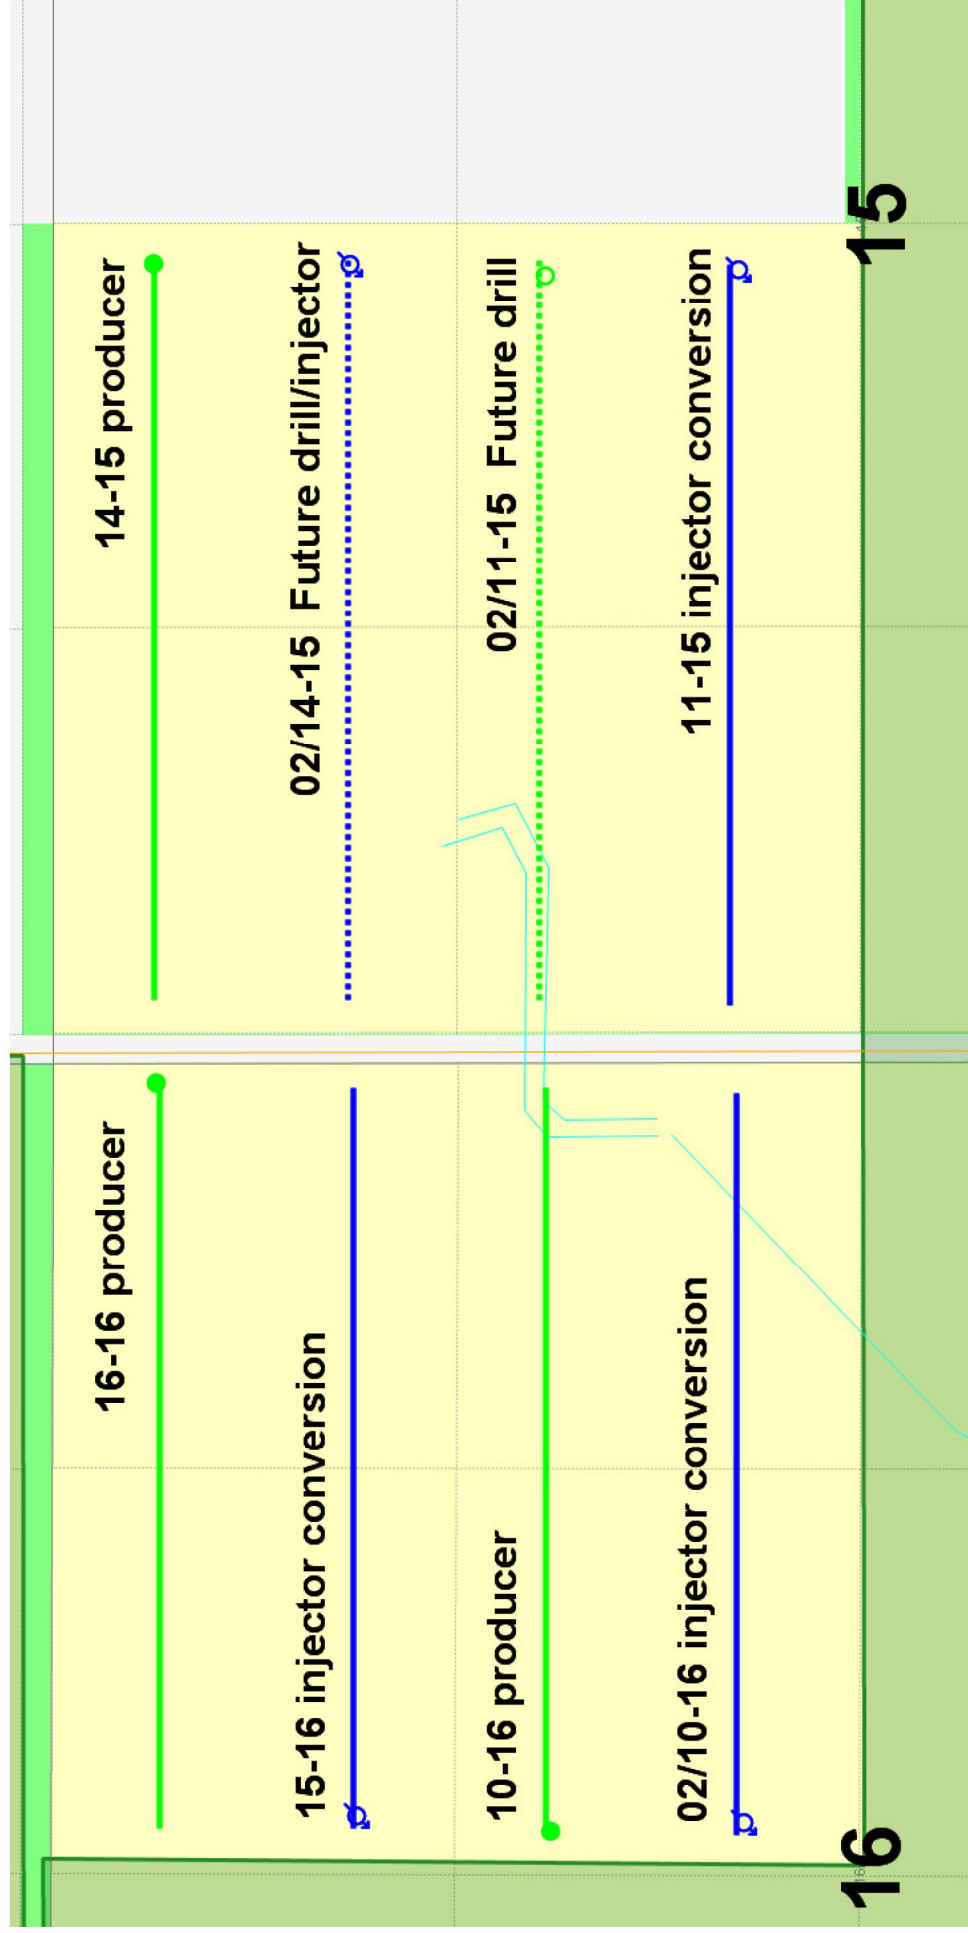 14-15 producer
02/14-15 Future drill/injector
02/11-15 Future drill
11-15 injector conversion
15
16-16 producer
15-16 injector conversion
10-16 producer
02/10-16 injector conversion
16